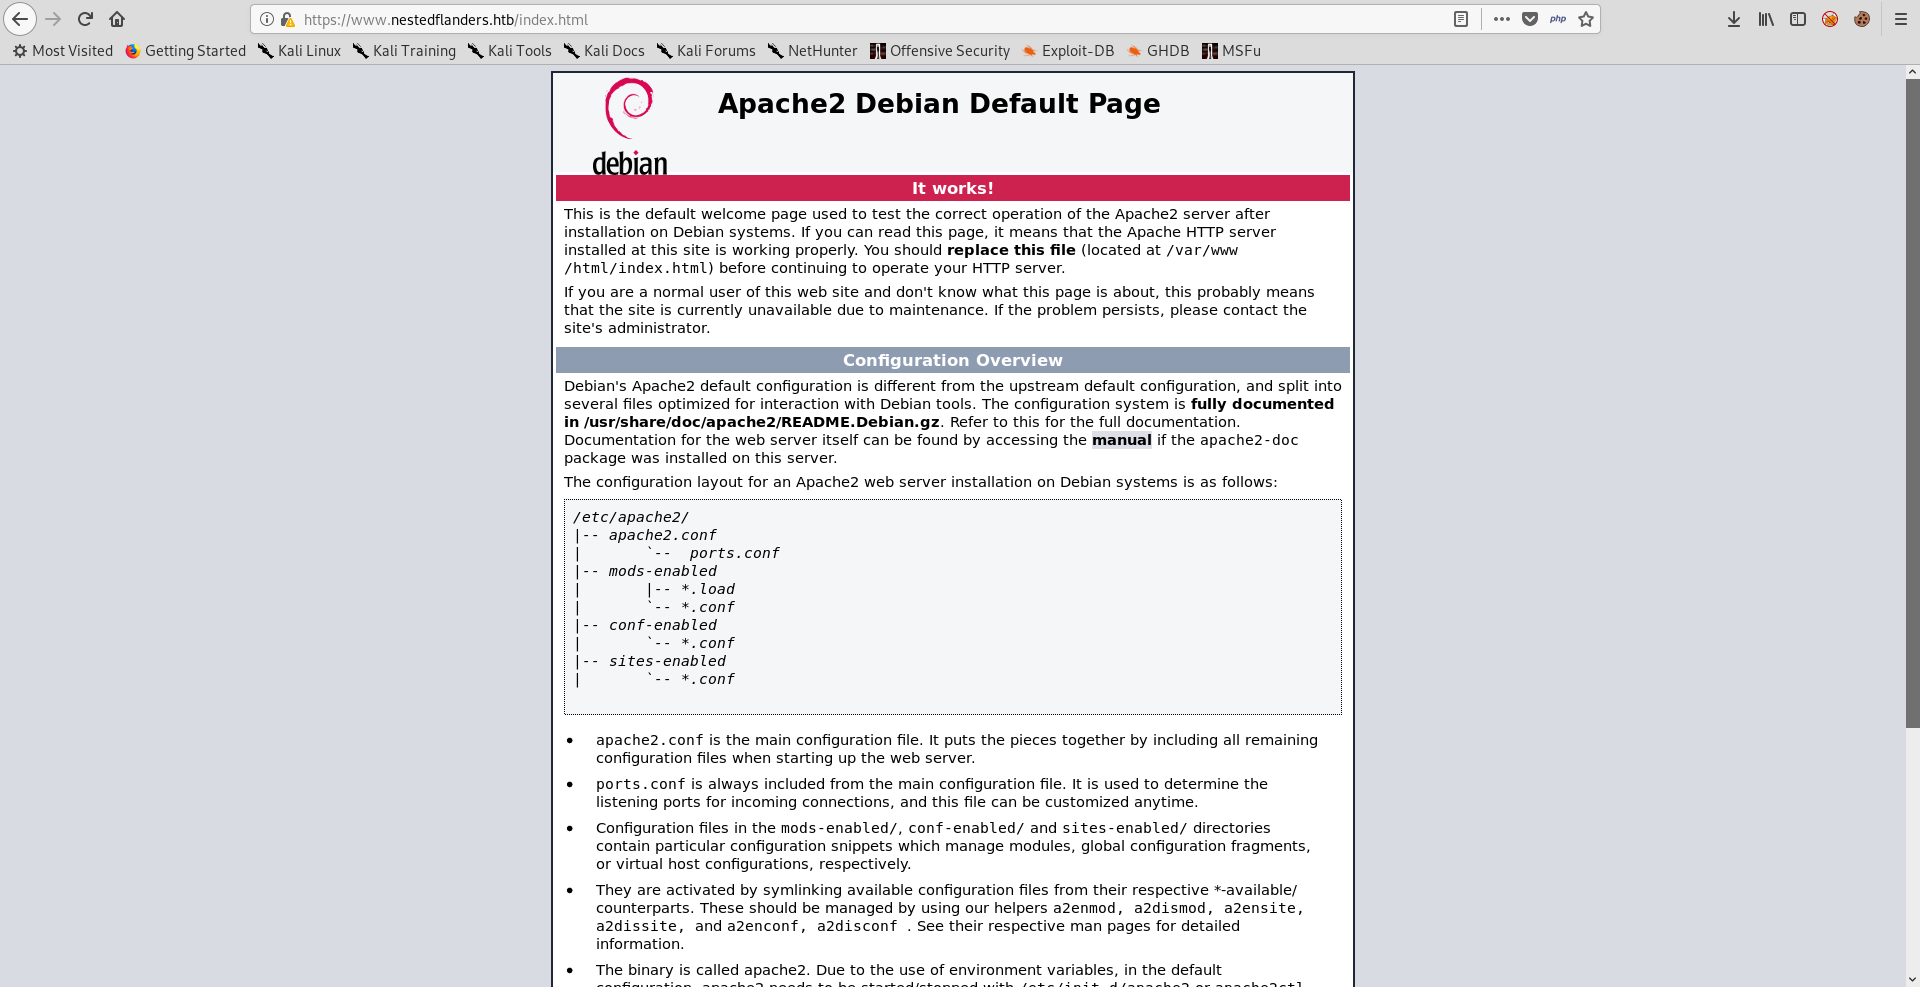 https://www.nestedflanders.htb/index.html
php
Most Visited Getting Started Kali Linux Kali Training Kali Tools Kali Docs Kali Forums NetHunter Offensive Security Exploit-DB GHDB MSFu
debian
Apache2 Debian Default Page
It works!
This is the default welcome page used to test the correct operation of the Apache2 server after
installation on Debian systems. If you can read this page, it means that the Apache HTTP server
installed at this site is working properly. You should replace this file (located at /var/www
/html/index.html) before continuing to operate your HTTP server.
If you are a normal user of this web site and don't know what this page is about, this probably means
that the site is currently unavailable due to maintenance. If the problem persists, please contact the
site's administrator.
Configuration Overview
Debian's Apache2 default configuration is different from the upstream default configuration, and split into
several files optimized for interaction with Debian tools. The configuration system is fully documented
in /usr/share/doc/apache2/README.Debian.gz. Refer to this for the full documentation.
Documentation for the web server itself can be found by accessing the manual if the apache2-doc
package was installed on this server.
The configuration layout for an Apache2 web server installation on Debian systems is as follows:
/etc/apache2/
|-- apache2.conf
|       `--  ports.conf
|-- mods-enabled
|       |-- *.load
|       `-- *.conf
|-- conf-enabled
|       `-- *.conf
|-- sites-enabled
|       `-- *.conf
• apache2.conf is the main configuration file. It puts the pieces together by including all remaining
configuration files when starting up the web server.
• ports.conf is always included from the main configuration file. It is used to determine the
listening ports for incoming connections, and this file can be customized anytime.
• Configuration files in the mods-enabled/, conf-enabled/ and sites-enabled/ directories
contain particular configuration snippets which manage modules, global configuration fragments,
or virtual host configurations, respectively.
• They are activated by symlinking available configuration files from their respective *-available/
counterparts. These should be managed by using our helpers a2enmod, a2dismod, a2ensite,
a2dissite, and a2enconf, a2disconf . See their respective man pages for detailed
information.
• The binary is called apache2. Due to the use of environment variables, in the default
configuration, apache2 needs to be started/stopped with /etc/init.d/apache2 or apache2ctl.